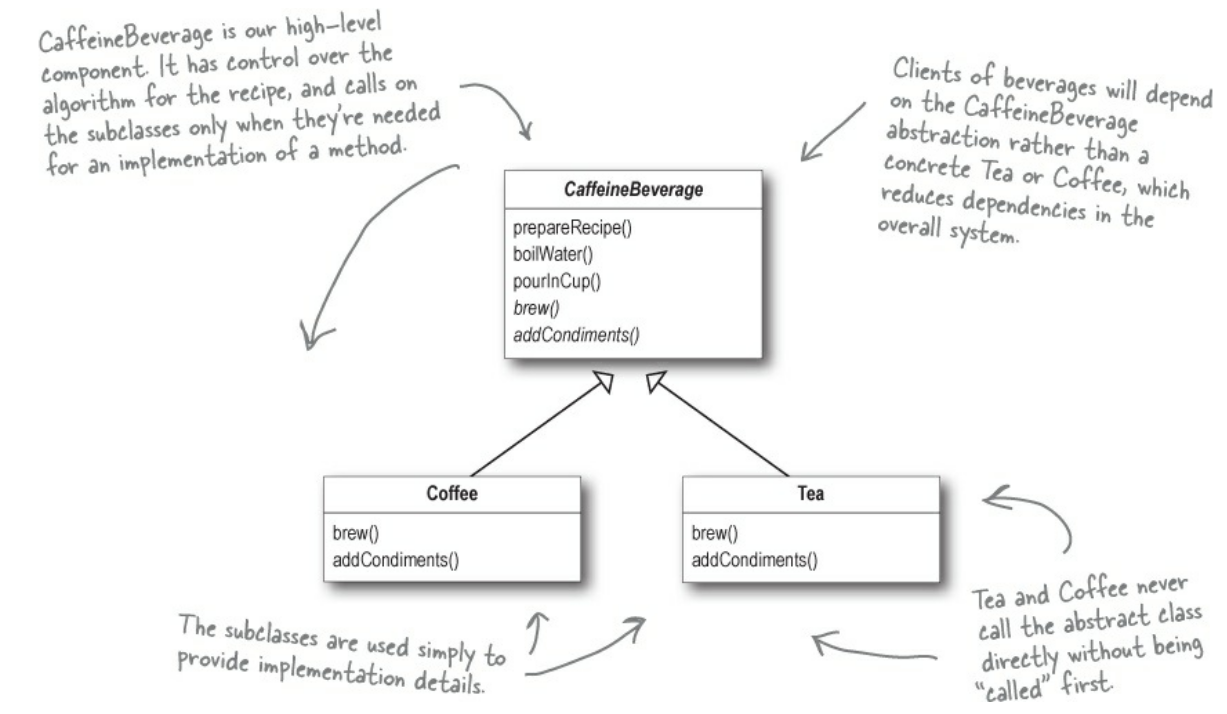 CaffeineBeverage is our high-level
component. It has control over the
algorithm for the recipe, and calls on
the subclasses only when they're needed
for an implementation of a method.
Clients of beverages will depend
on the CaffeineBeverage
abstraction rather than a
concrete Tea or Coffee, which
reduces dependencies in the
overall system.
CaffeineBeverage
prepareRecipe()
boilWater()
pourInCup()
brew()
addCondiments()
Coffee
brew()
addCondiments()
Tea
brew()
addCondiments()
The subclasses are used simply to
provide implementation details.
Tea and Coffee never
call the abstract class
directly without being
"called" first.